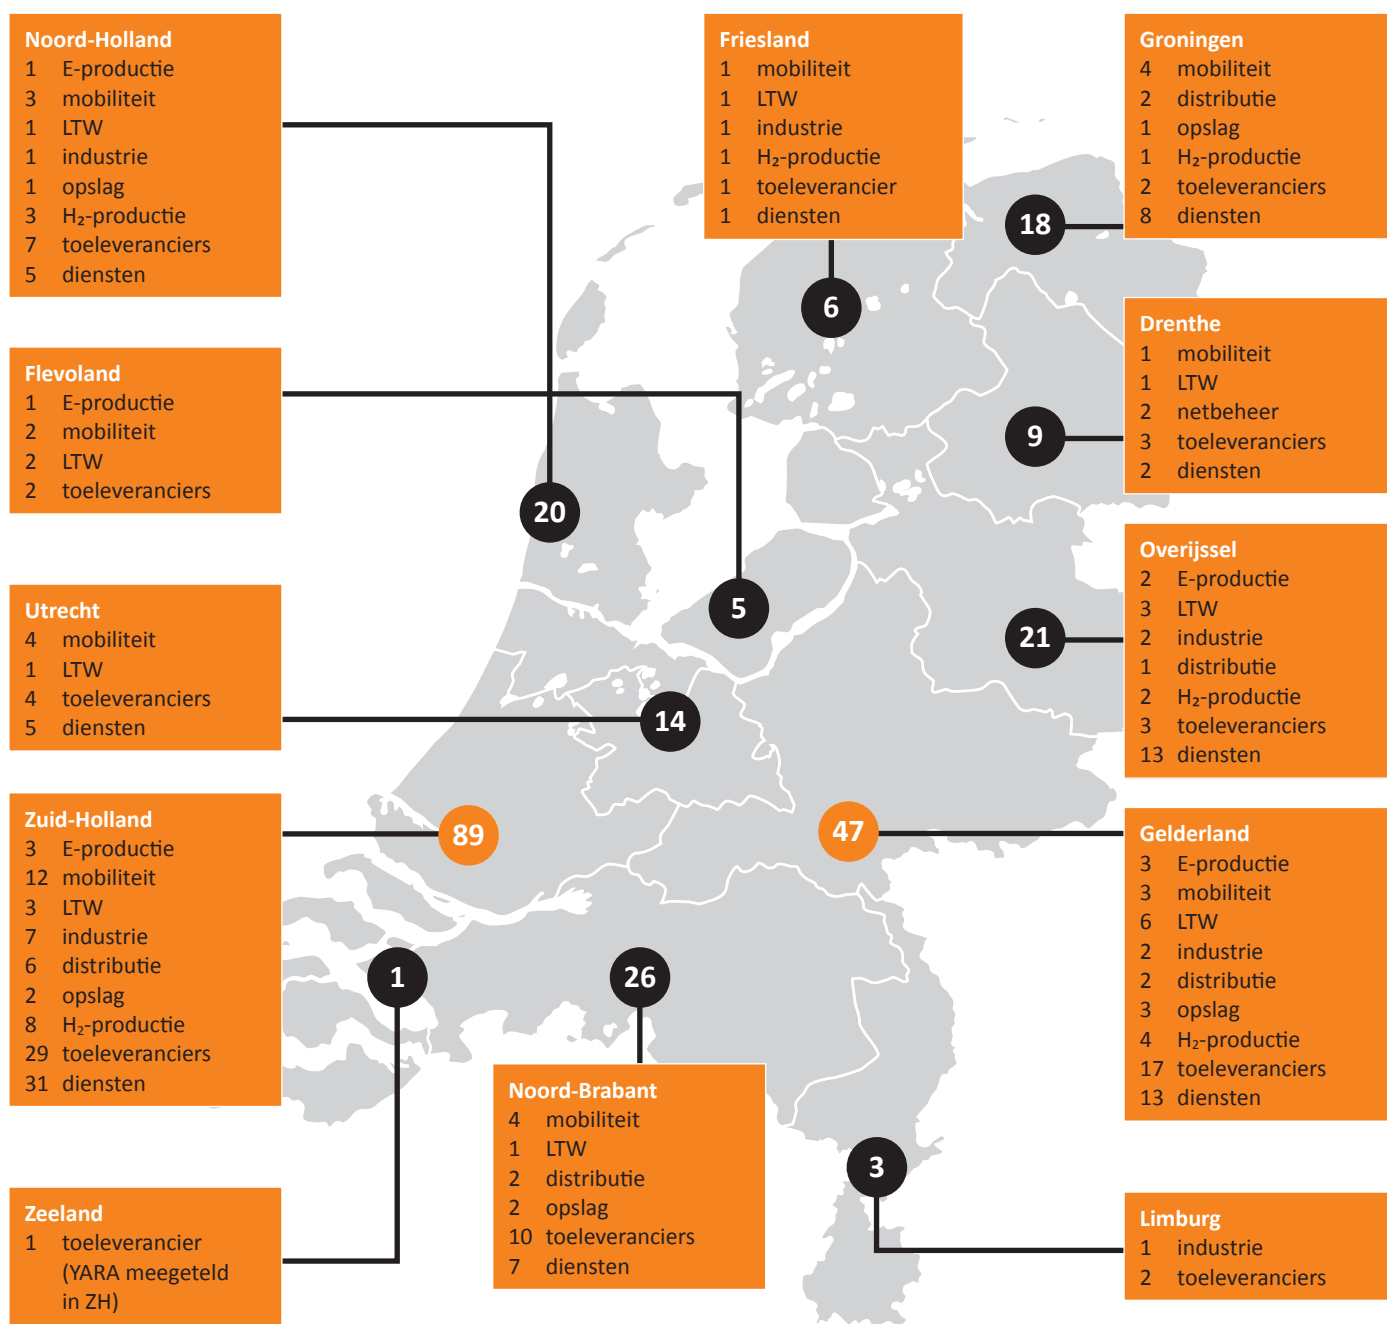 Noord-Holland
1 E-productie
3 mobiliteit
1 LTW
1 industrie
1 opslag
3 H₂-productie
7 toeleveranciers
5 diensten
Flevoland
1 E-productie
2 mobiliteit
2 LTW
2 toeleveranciers
Utrecht
4 mobiliteit
1 LTW
4 toeleveranciers
5 diensten
Zuid-Holland
3 E-productie
12 mobiliteit
3 LTW
7 industrie
6 distributie
2 opslag
8 H₂-productie
29 toeleveranciers
31 diensten
Zeeland
1 toeleverancier
(YARA meegeteld
in ZH)
Friesland
1 mobiliteit
1 LTW
1 industrie
1 H₂-productie
1 toeleverancier
1 diensten
Groningen
4 mobiliteit
2 distributie
1 opslag
1 H₂-productie
2 toeleveranciers
8 diensten
Drenthe
1 mobiliteit
1 LTW
2 netbeheer
3 toeleveranciers
2 diensten
Overijssel
2 E-productie
3 LTW
2 industrie
1 distributie
2 H₂-productie
3 toeleveranciers
13 diensten
Gelderland
3 E-productie
3 mobiliteit
6 LTW
2 industrie
2 distributie
3 opslag
4 H₂-productie
17 toeleveranciers
13 diensten
Noord-Brabant
4 mobiliteit
1 LTW
2 distributie
2 opslag
10 toeleveranciers
7 diensten
Limburg
1 industrie
2 toeleveranciers
18
6
9
20
5
21
14
89
47
1
26
3